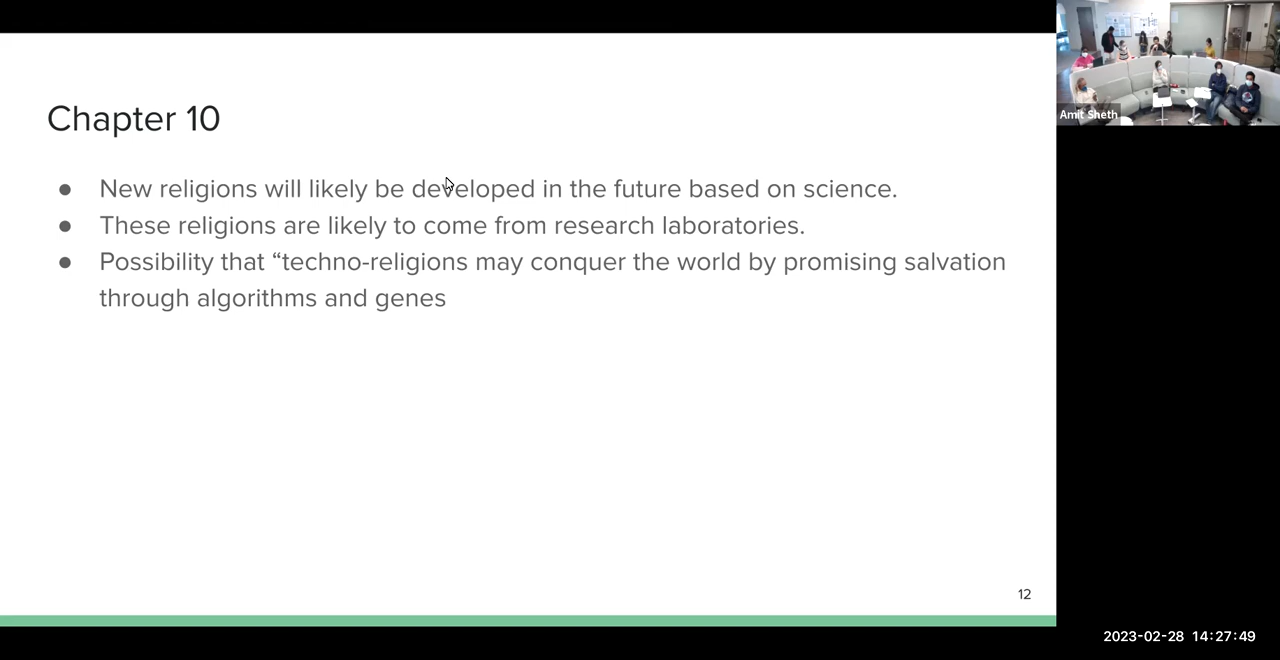 Chapter 10
● New religions will likely be developed in the future based on science.
● These religions are likely to come from research laboratories.
● Possibility that “techno-religions may conquer the world by promising salvation
through algorithms and genes
12
Amit Sheth
2023-02-28 14:27:49